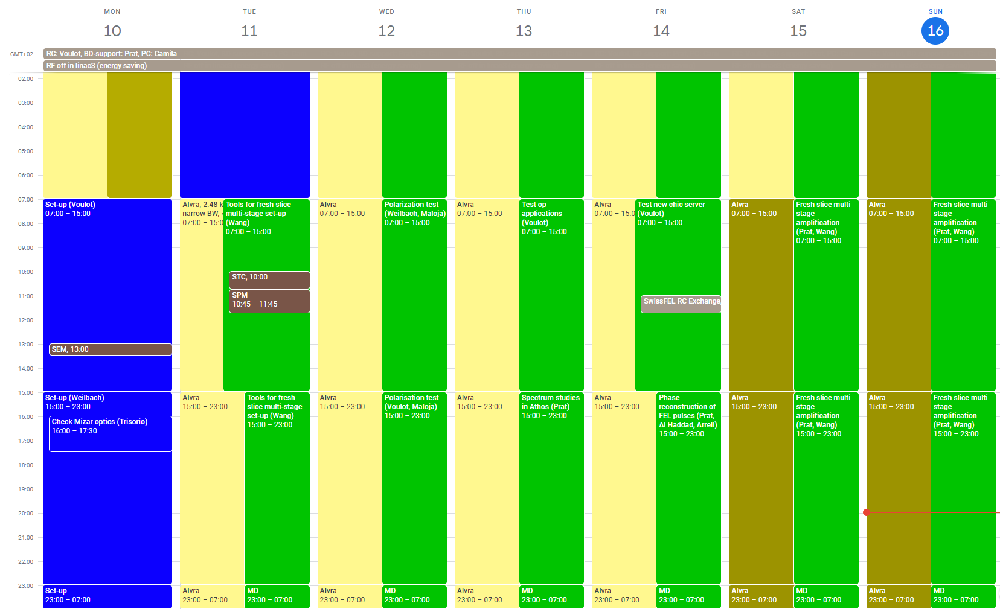 MON
TUE
WED
THU
FRI
SAT
SUN
10
11
12
13
14
15
16
GMT+02
RC: Voulot, BD-support: Prat, PC: Camila
RF off in linac3 (energy saving)
02:00
03:00
04:00
05:00
06:00
07:00
08:00
09:00
10:00
11:00
12:00
13:00
14:00
15:00
16:00
17:00
18:00
19:00
20:00
21:00
22:00
23:00
Set-up (Voulot)
07:00 – 15:00
SEM, 13:00
Set-up (Weilbach)
15:00 – 23:00
Check Mizar optics (Trisorio)
16:00 – 17:30
Set-up
23:00 – 07:00
Alvra, 2.48 k
narrow BW,
07:00 – 15:0
Tools for fresh slice
multi-stage set-up
(Wang)
07:00 – 15:00
STC, 10:00
SPM
10:45 – 11:45
Alvra
15:00 – 23:00
Tools for fresh
slice multi-stage
set-up (Wang)
15:00 – 23:00
Alvra
23:00 – 07:00
MD
23:00 – 07:00
Alvra
07:00 – 15:00
Polarization test
(Weilbach, Maloja)
07:00 – 15:00
Alvra
15:00 – 23:00
Polarisation test
(Voulot, Maloja)
15:00 – 23:00
Alvra
23:00 – 07:00
MD
23:00 – 07:00
Alvra
07:00 – 15:00
Test op
applications
(Voulot)
07:00 – 15:00
Alvra
15:00 – 23:00
Spectrum studies
in Athos (Prat)
15:00 – 23:00
Alvra
23:00 – 07:00
MD
23:00 – 07:00
Alvra
07:00 – 15:0
Test new chic server
(Voulot)
07:00 – 15:00
SwissFEL RC Exchange,
Alvra
15:00 – 23:00
Phase
reconstruction of
FEL pulses (Prat,
Al Haddad, Arrell)
15:00 – 23:00
Alvra
23:00 – 07:00
MD
23:00 – 07:00
Alvra
07:00 – 15:00
Fresh slice multi
stage
amplification
(Prat, Wang)
07:00 – 15:00
Alvra
15:00 – 23:00
Fresh slice multi
stage
amplification
(Prat, Wang)
15:00 – 23:00
Alvra
23:00 – 07:00
MD
23:00 – 07:00
Alvra
07:00 – 15:00
Fresh slice multi
stage
amplification
(Prat, Wang)
07:00 – 15:00
Alvra
15:00 – 23:00
Fresh slice multi
stage
amplification
(Prat, Wang)
15:00 – 23:00
Alvra
23:00 – 07:00
MD
23:00 – 07:00